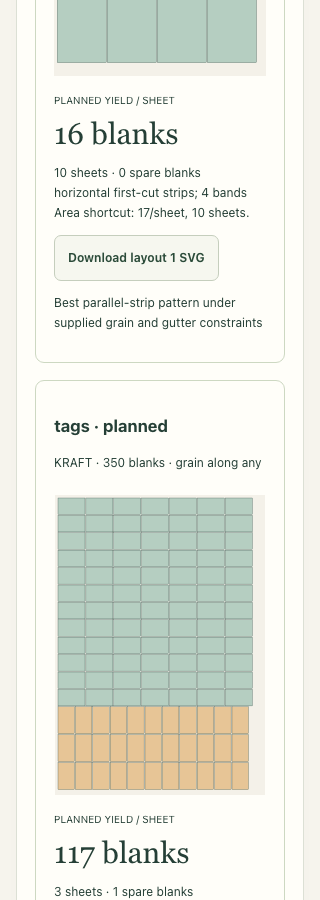 PLANNED YIELD / SHEET
16 blanks
10 sheets · 0 spare blanks
horizontal first-cut strips; 4 bands
Area shortcut: 17/sheet, 10 sheets.
Download layout 1 SVG
Best parallel-strip pattern under
supplied grain and gutter constraints
tags · planned
KRAFT · 350 blanks · grain along any
PLANNED YIELD / SHEET
117 blanks
3 sheets · 1 spare blanks